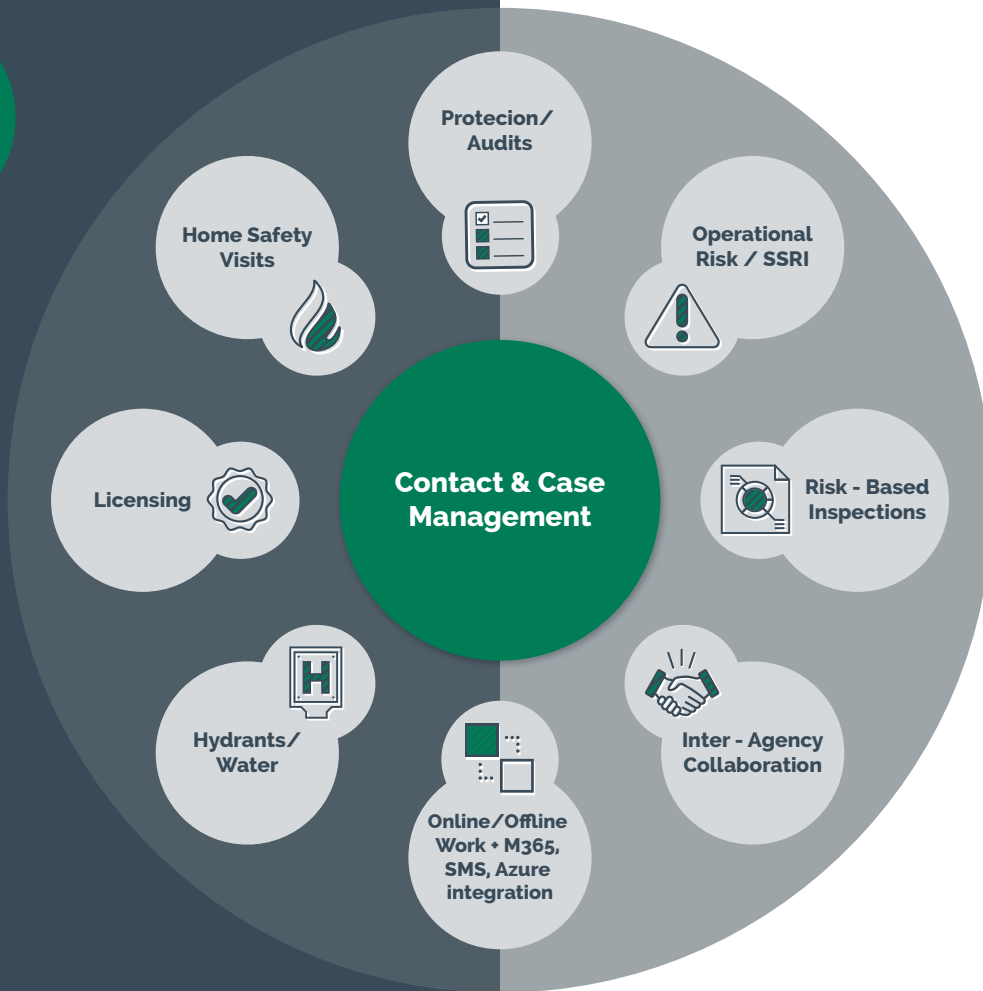 Protecion/
Audits
Home Safety
Visits
Operational
Risk / SSRI
Contact & Case
Management
Licensing
Risk - Based
Inspections
H
Hydrants/
Water
Inter - Agency
Collaboration
Online/Offline
Work + M365,
SMS, Azure
integration